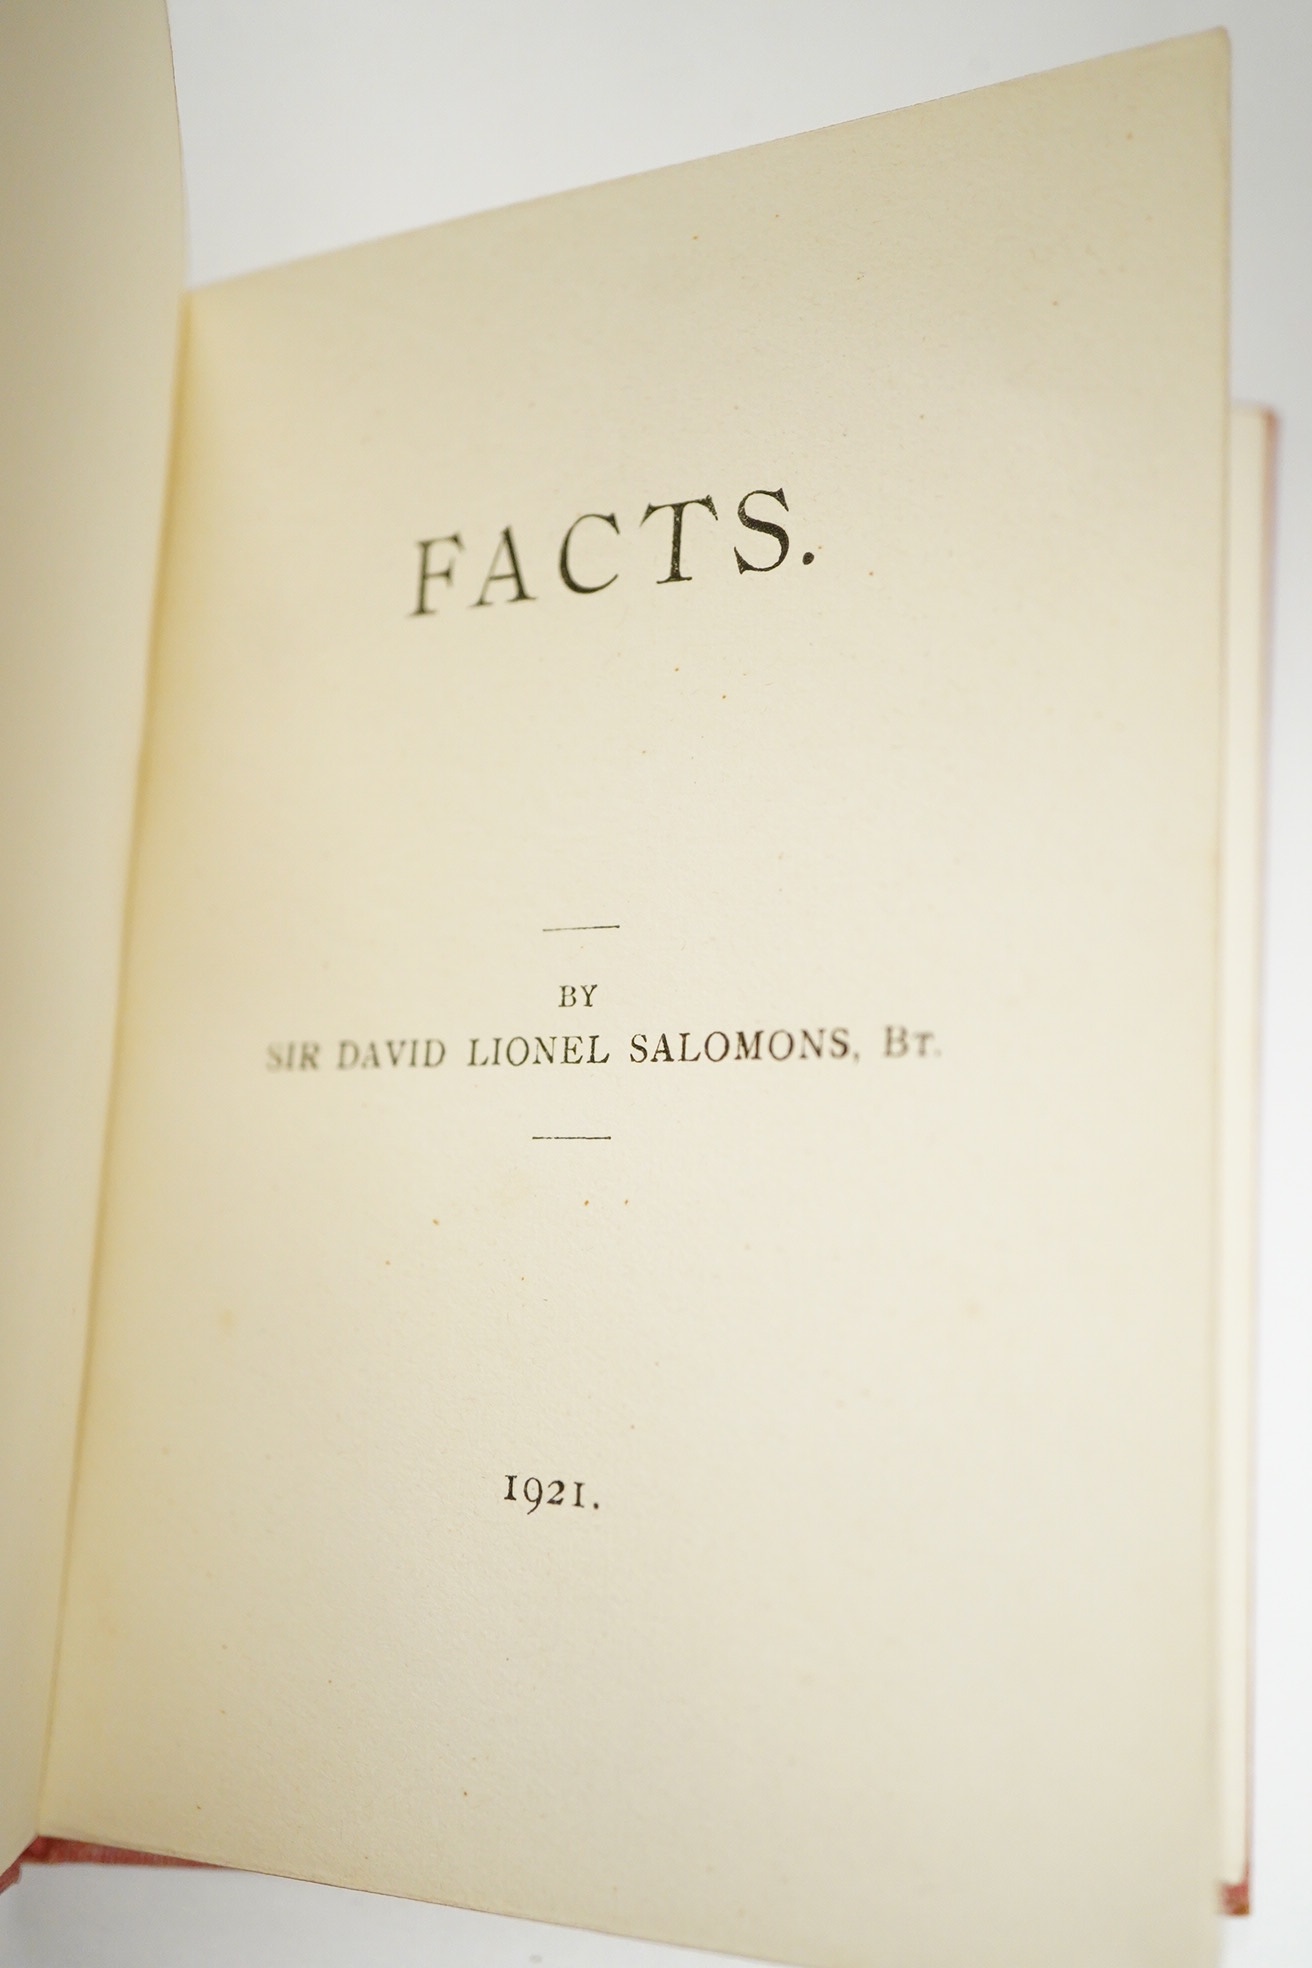 FACTS.
BY
SIR DAVID LIONEL SALOMONS, BT.
1921.